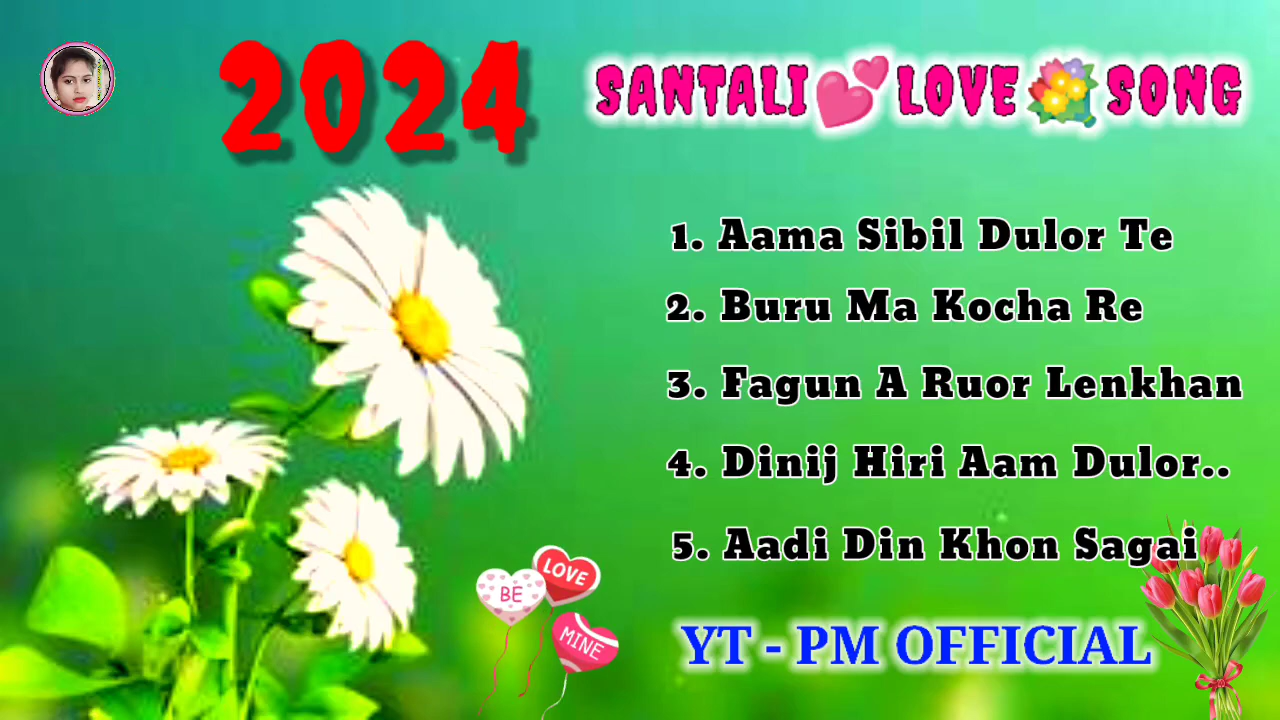 2024
SANTALI💕LOVE💐SONG
1. Aama Sibil Dulor Te
2. Buru Ma Kocha Re
3. Fagun A Ruor Lenkhan
4. Dinij Hiri Aam Dulor..
5. Aadi Din Khon Sagai
BE
LOVE
MINE
YT - PM OFFICIAL